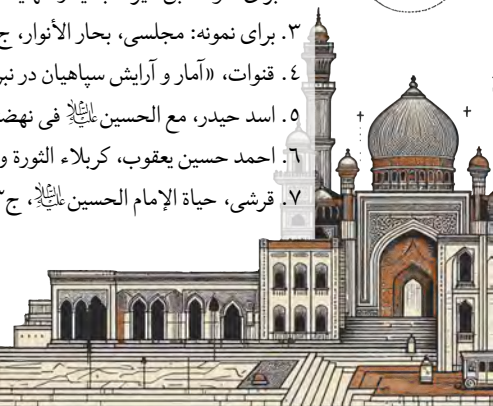 ۳. برای نمونه: مجلسی، بحار الأنوار، ج
٤. قنوات، «آمار و آرایش سپاهیان در نبر
٥. اسد حیدر، مع الحسین علیه‌السلام فی نهض
٦. احمد حسین یعقوب، کربلاء الثورة و
۷. قرشی، حیاة الإمام الحسین علیه‌السلام، ج۳